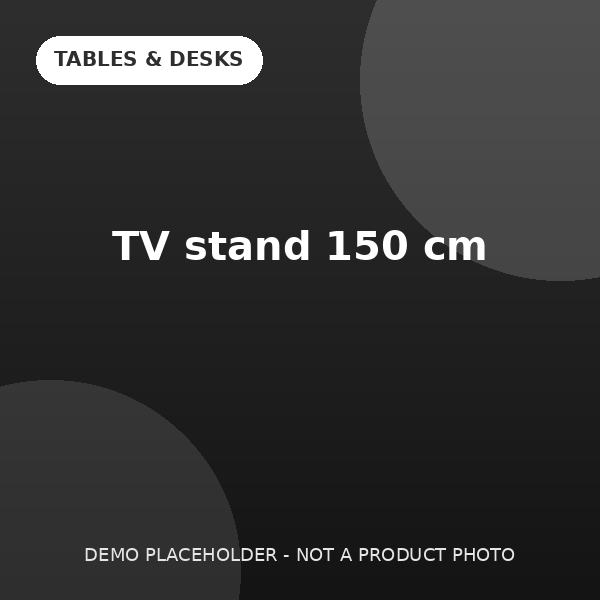 TABLES & DESKS
TV stand 150 cm
DEMO PLACEHOLDER - NOT A PRODUCT PHOTO